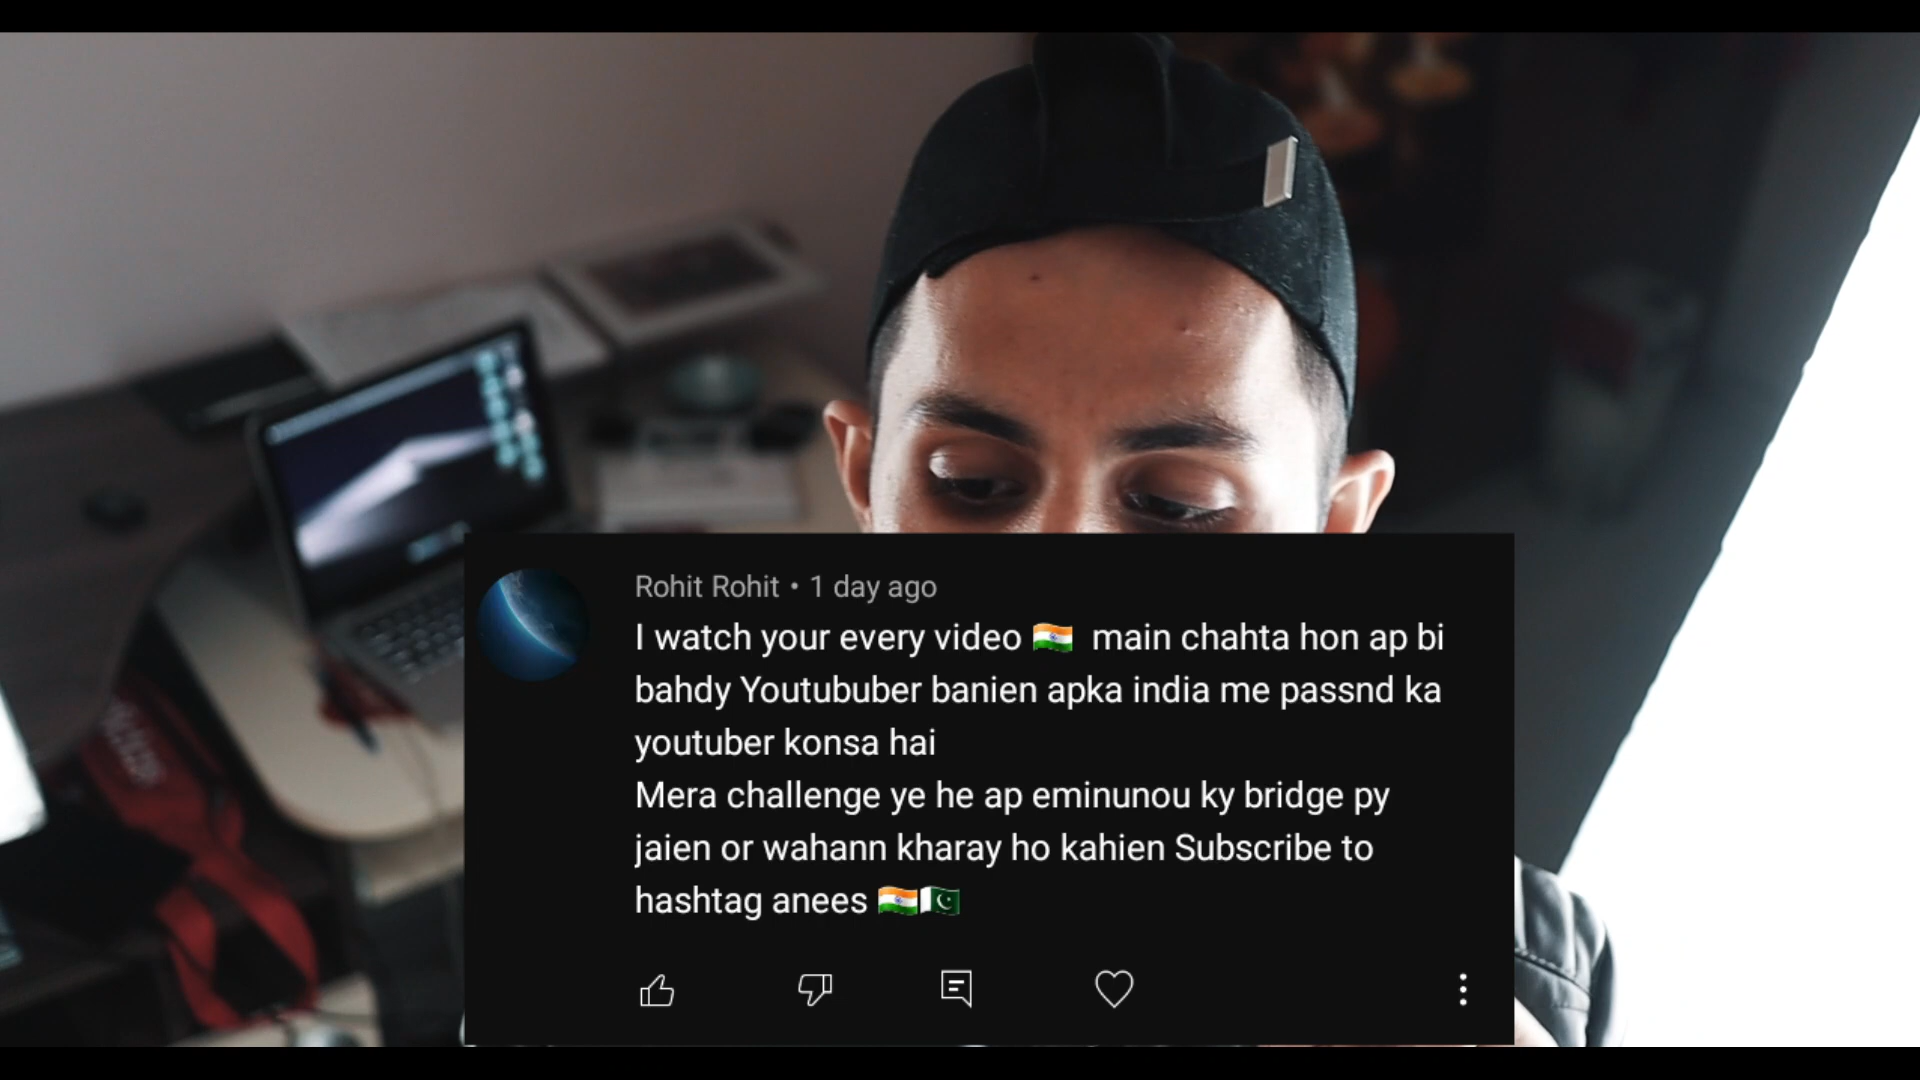 Rohit Rohit • 1 day ago
I watch your every video 🇮🇳 main chahta hon ap bi
bahdy Youtububer banien apka india me passnd ka
youtuber konsa hai
Mera challenge ye he ap eminunou ky bridge py
jaien or wahann kharay ho kahien Subscribe to
hashtag anees 🇮🇳🇵🇰